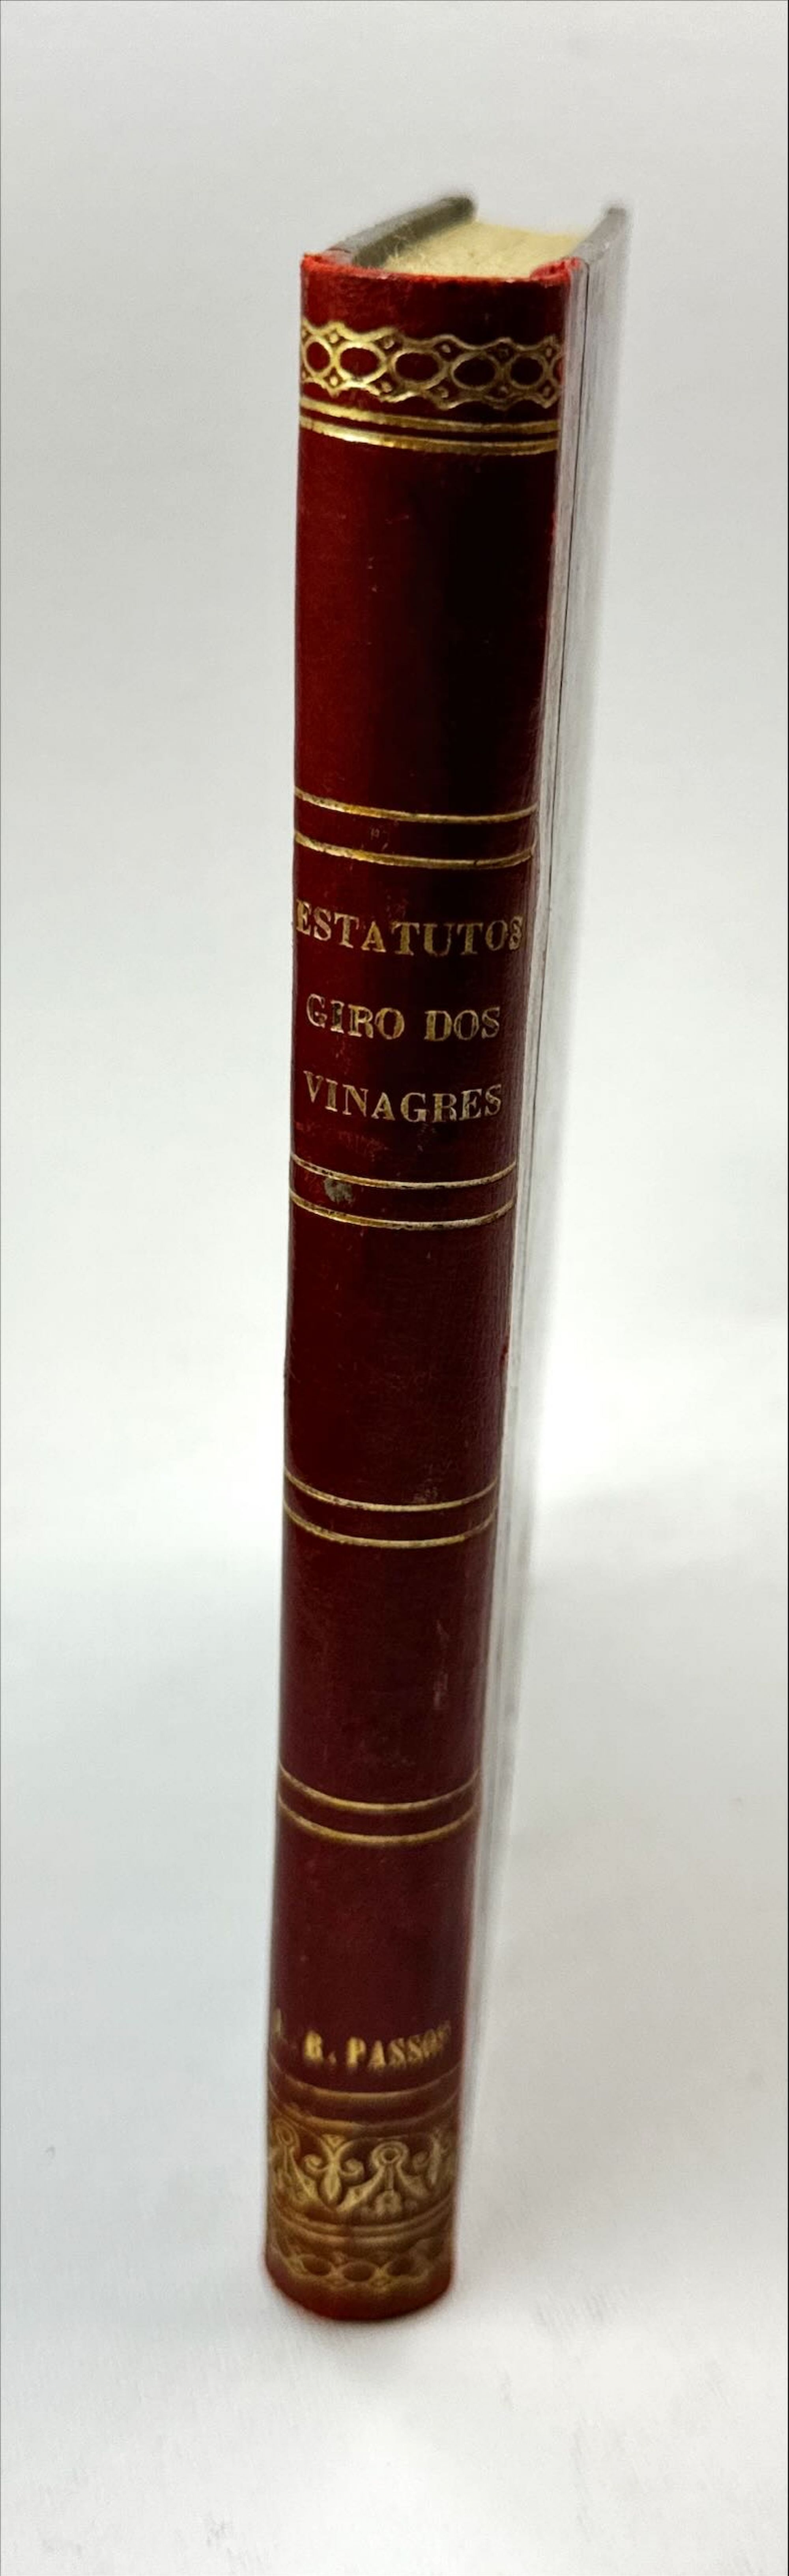 ESTATUTOS
GIRO DOS
VINAGRES
A. R. PASSOS